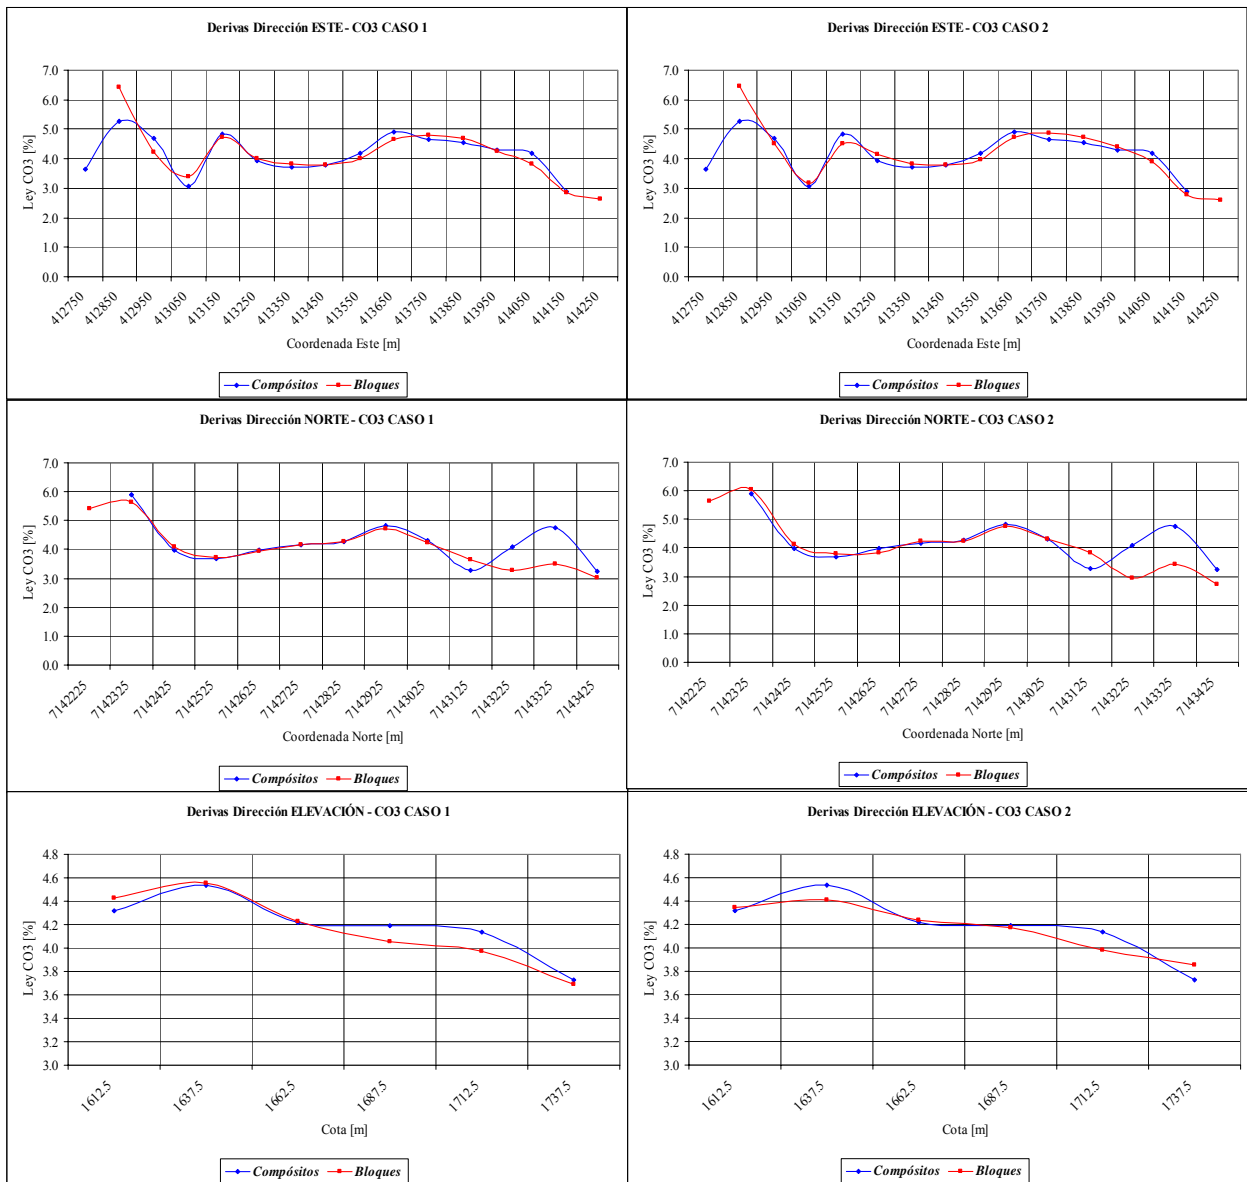 Derivas Dirección ESTE - CO3 CASO 1
Ley CO3 [%]
7.0
6.0
5.0
4.0
3.0
2.0
1.0
0.0
412750 412850 412950 413050 413150 413250 413350 413450 413550 413650 413750 413850 413950 414050 414150 414250
Coordenada Este [m]
Compósitos Bloques
Derivas Dirección ESTE - CO3 CASO 2
Ley CO3 [%]
7.0
6.0
5.0
4.0
3.0
2.0
1.0
0.0
412750 412850 412950 413050 413150 413250 413350 413450 413550 413650 413750 413850 413950 414050 414150 414250
Coordenada Este [m]
Compósitos Bloques
Derivas Dirección NORTE - CO3 CASO 1
Ley CO3 [%]
7.0
6.0
5.0
4.0
3.0
2.0
1.0
0.0
7142225 7142325 7142425 7142525 7142625 7142725 7142825 7142925 7143025 7143125 7143225 7143325 7143425
Coordenada Norte [m]
Compósitos Bloques
Derivas Dirección NORTE - CO3 CASO 2
Ley CO3 [%]
7.0
6.0
5.0
4.0
3.0
2.0
1.0
0.0
7142225 7142325 7142425 7142525 7142625 7142725 7142825 7142925 7143025 7143125 7143225 7143325 7143425
Coordenada Norte [m]
Compósitos Bloques
Derivas Dirección ELEVACIÓN - CO3 CASO 1
Ley CO3 [%]
4.8
4.6
4.4
4.2
4.0
3.8
3.6
3.4
3.2
3.0
1612.5 1637.5 1662.5 1687.5 1712.5 1737.5
Cota [m]
Compósitos Bloques
Derivas Dirección ELEVACIÓN - CO3 CASO 2
Ley CO3 [%]
4.8
4.6
4.4
4.2
4.0
3.8
3.6
3.4
3.2
3.0
1612.5 1637.5 1662.5 1687.5 1712.5 1737.5
Cota [m]
Compósitos Bloques